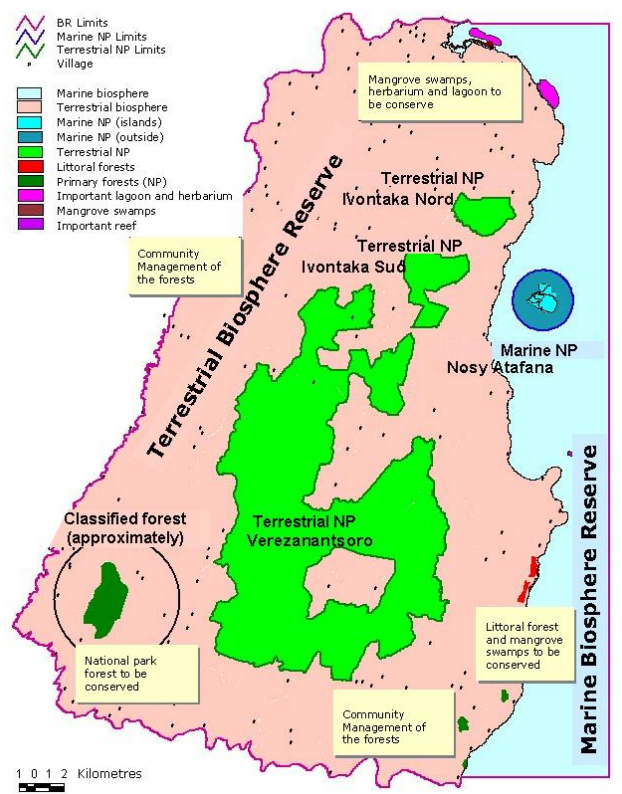 BR Limits
Marine NP Limits
Terrestrial NP Limits
Village
Marine biosphere
Terrestrial biosphere
Marine NP (islands)
Marine NP (outside)
Terrestrial NP
Littoral forests
Primary forests (NP)
Important lagoon and herbarium
Mangrove swamps
Important reef
Mangrove swamps,
herbarium and lagoon to
be conserve
Terrestrial NP
Ivontaka Nord
Terrestrial NP
Ivontaka Sud
Community
Management of
the forests
Terrestrial Biosphere Reserve
Marine NP
Nosy Atafana
Marine Biosphere Reserve
Terrestrial NP
Verezanantsoro
Classified forest
(approximately)
National park
forest to be
conserved
Littoral forest
and mangrove
swamps to be
conserved
Community
Management of
the forests
1 0 1 2 Kilometres